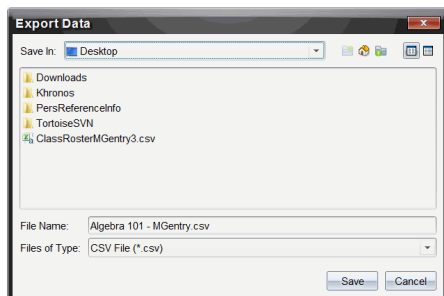 Export Data
Save In: Desktop
Downloads
Khronos
PersReferenceInfo
TortoiseSVN
ClassRosterMGentry3.csv
File Name: Algebra 101 - MGentry.csv
Files of Type: CSV File (*.csv)
Save Cancel